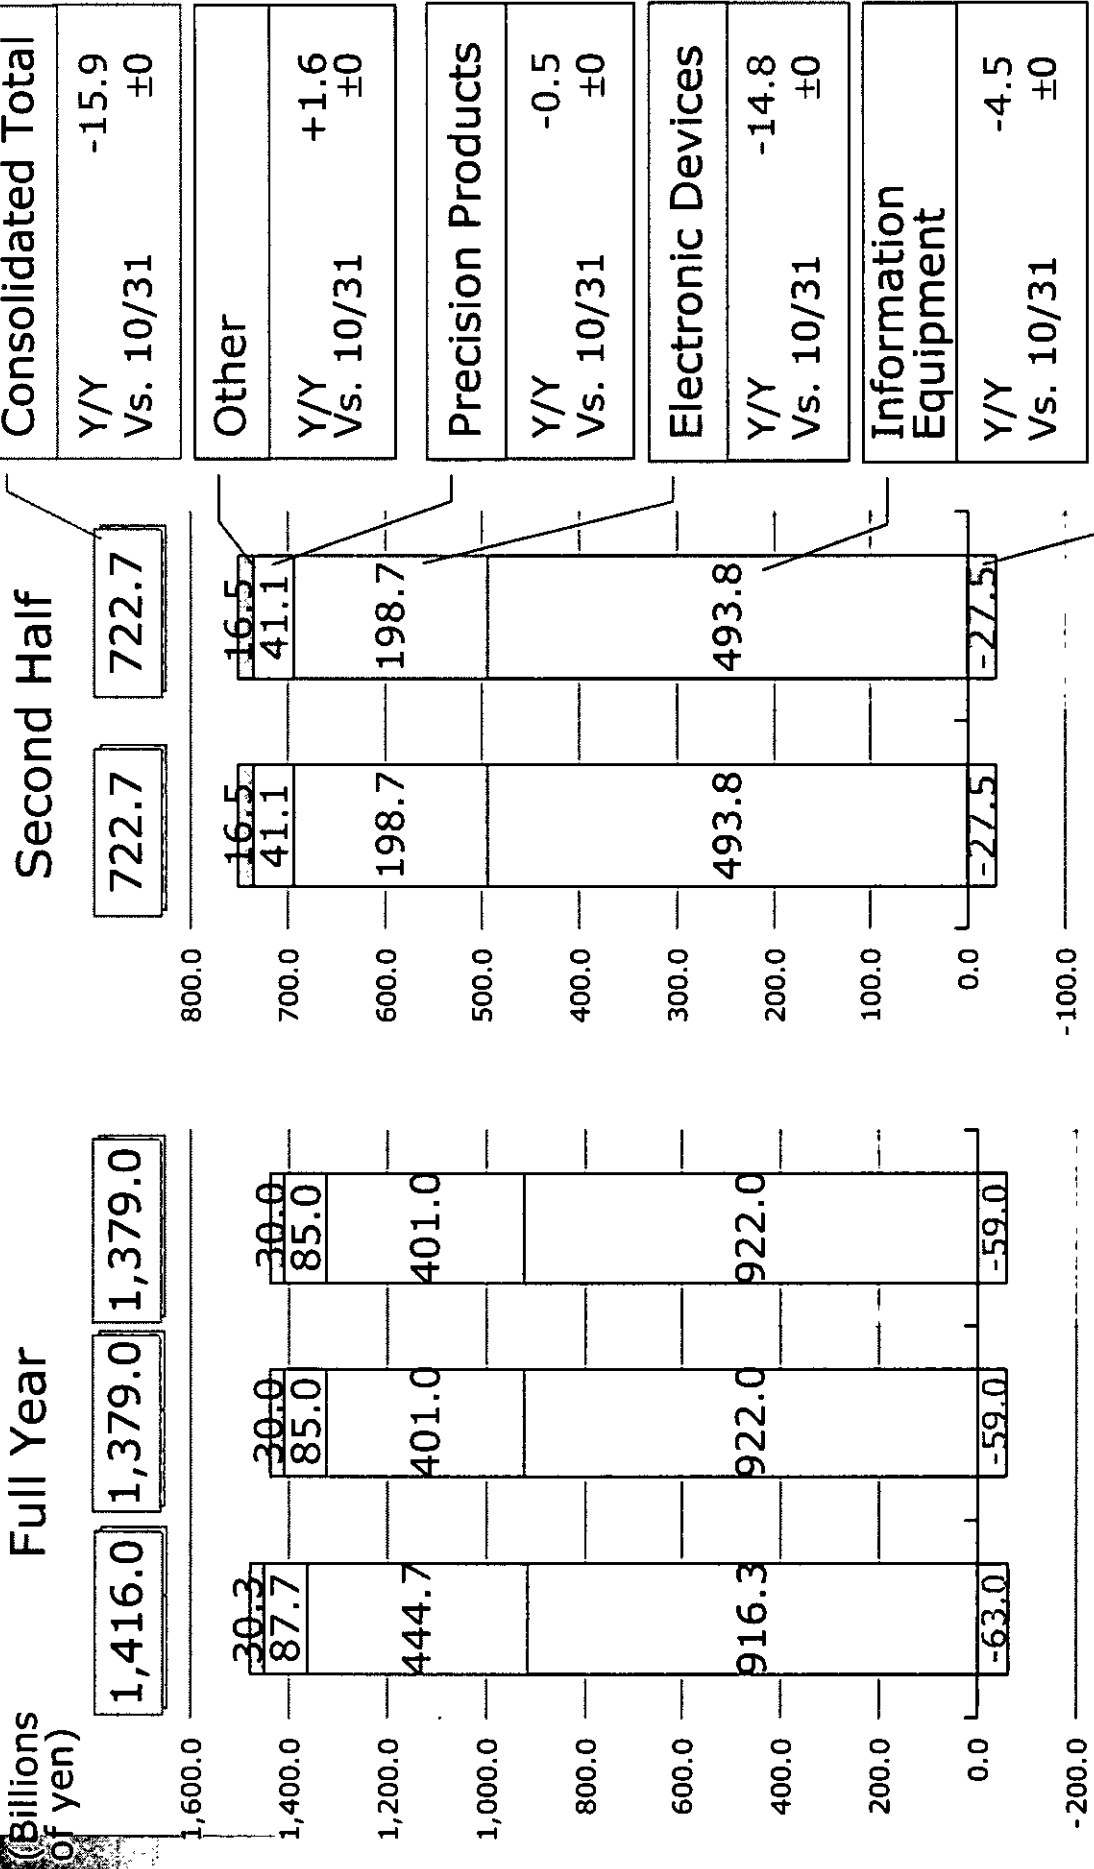 (Billions
of yen)
Full Year
1,416.0
1,379.0
1,379.0
1,600.0
1,400.0
1,200.0
1,000.0
800.0
600.0
400.0
200.0
0.0
-200.0
30.3
87.7
444.7
916.3
-63.0
30.0
85.0
401.0
922.0
-59.0
30.0
85.0
401.0
922.0
-59.0
Second Half
722.7
722.7
800.0
700.0
600.0
500.0
400.0
300.0
200.0
100.0
0.0
-100.0
16.5
41.1
198.7
493.8
-27.5
16.5
41.1
198.7
493.8
-27.5
Consolidated Total
Y/Y -15.9
Vs. 10/31 ±0
Other
Y/Y +1.6
Vs. 10/31 ±0
Precision Products
Y/Y -0.5
Vs. 10/31 ±0
Electronic Devices
Y/Y -14.8
Vs. 10/31 ±0
Information
Equipment
Y/Y -4.5
Vs. 10/31 ±0